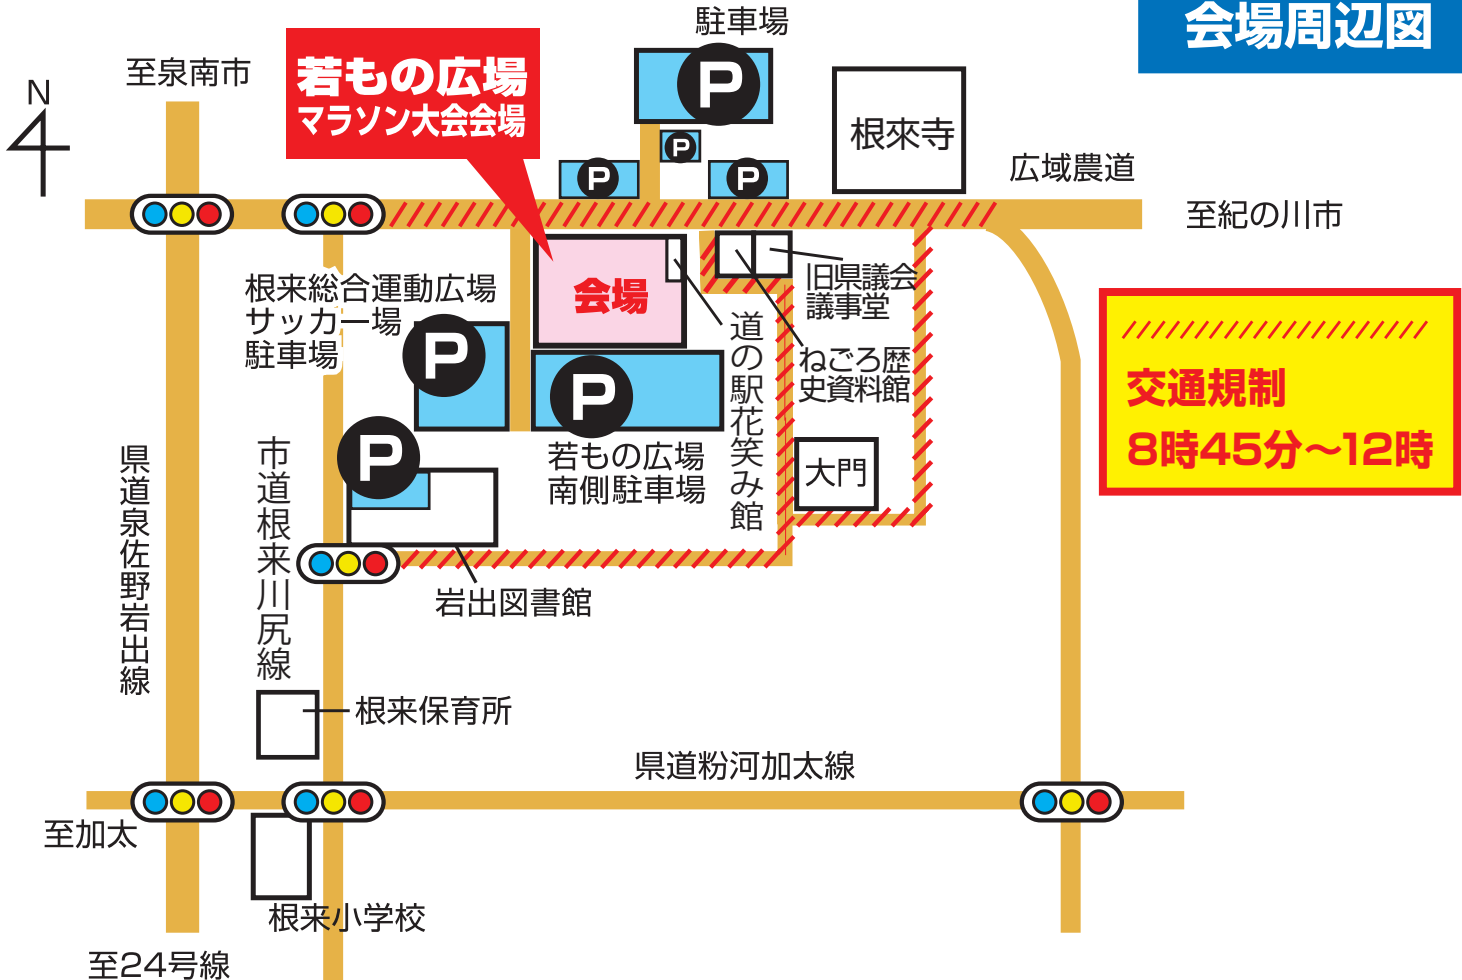 会場周辺図
駐車場
P
至泉南市
N
若もの広場
マラソン大会会場
P
P
P
根來寺
広域農道
至紀の川市
根来総合運動広場
サッカー場
駐車場
会場
旧県議会
議事堂
ねごろ歴
史資料館
道の駅花笑み館
P
P
若もの広場
南側駐車場
交通規制
8時45分～12時
県道泉佐野岩出線
市道根来川尻線
P
大門
岩出図書館
根来保育所
県道粉河加太線
至加太
根来小学校
至24号線